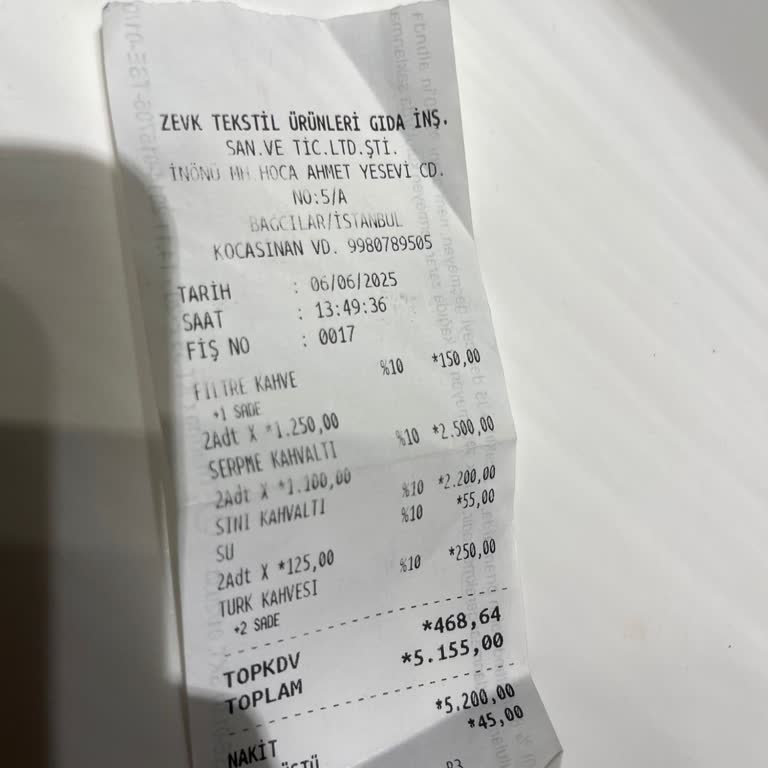 ZEVK TEKSTİL ÜRÜNLERİ GIDA İNŞ.
SAN.VE TİC.LTD.ŞTİ.
İNÖNÜ MH.HOCA AHMET YESEVİ CD.
NO:5/A
BAĞCILAR/İSTANBUL
KOCASİNAN VD. 9980789505
TARİH : 06/06/2025
SAAT : 13:49:36
FİŞ NO : 0017
FILTRE KAHVE %10 *150,00
+1 SADE
2Adt X *1.250,00
SERPME KAHVALTI %10 *2.500,00
2Adt X *1.100,00
SINI KAHVALTI %10 *2.200,00
SU %10 *55,00
2Adt X *125,00
TURK KAHVESI %10 *250,00
+2 SADE
TOPKDV *468,64
TOPLAM *5.155,00
NAKİT *5.200,00
*45,00